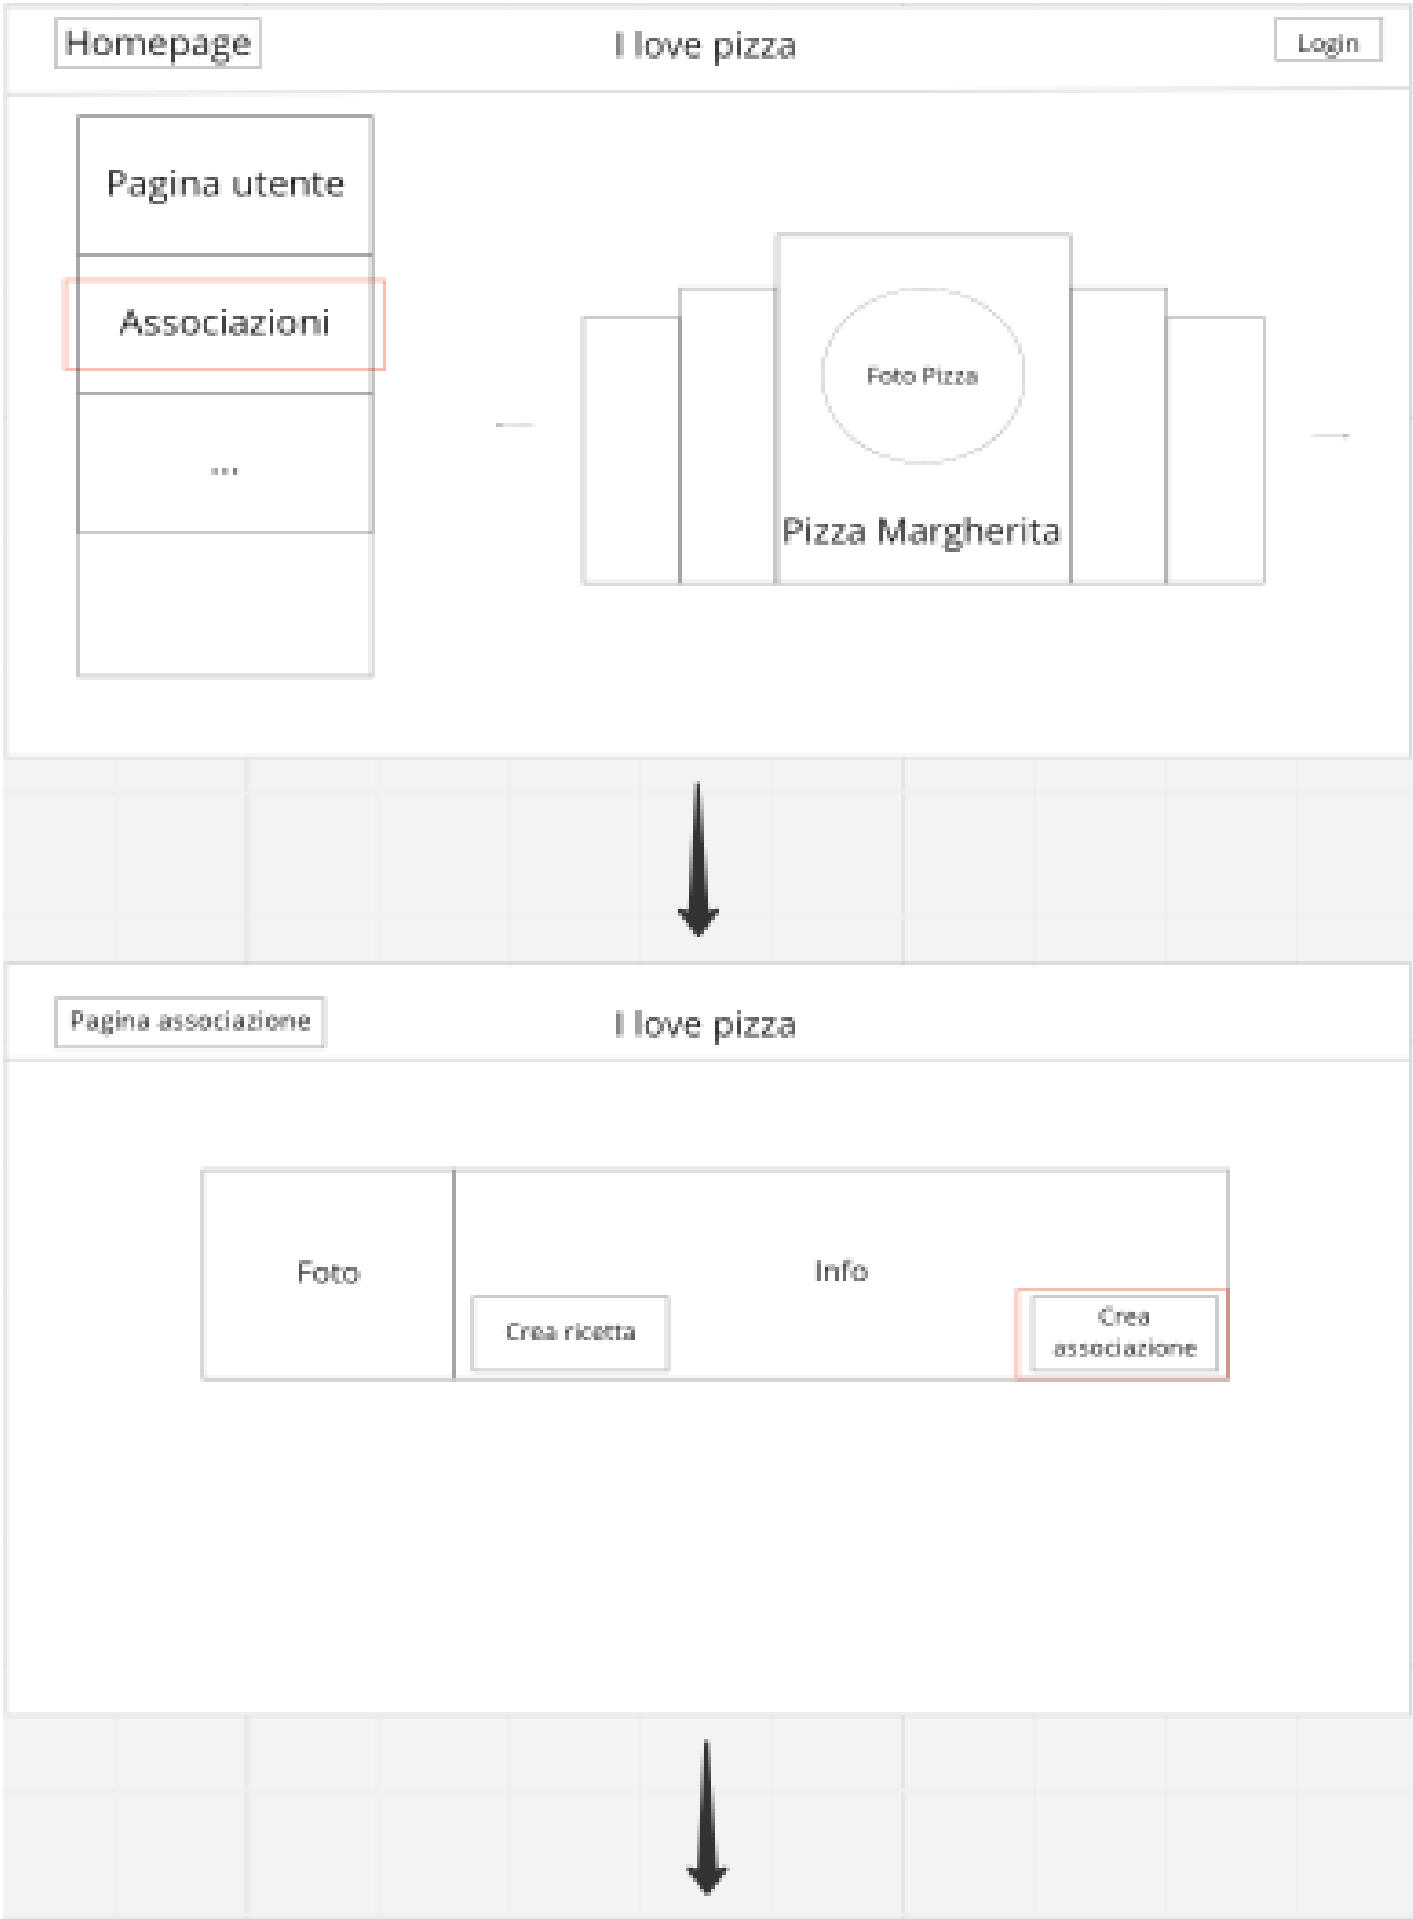 Homepage
I love pizza
Login
Pagina utente
Associazioni
...
Foto Pizza
Pizza Margherita
Pagina associazione
I love pizza
Foto
Info
Crea ricetta
Crea
associazione